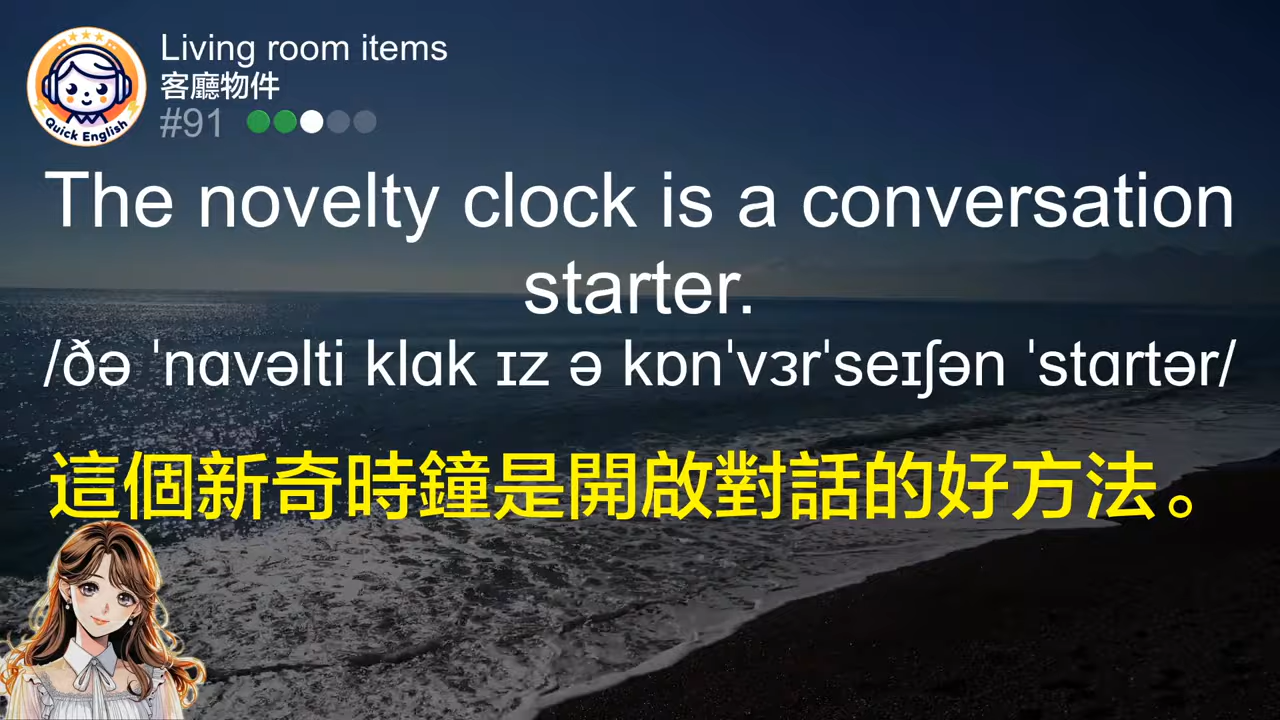 Living room items
客廳物件
#91
Quick English
The novelty clock is a conversation
starter.
/ðə ˈnɑvəlti klɑk ɪz ə kɒnˈvɜrˈseɪʃən ˈstɑrtər/
這個新奇時鐘是開啟對話的好方法。